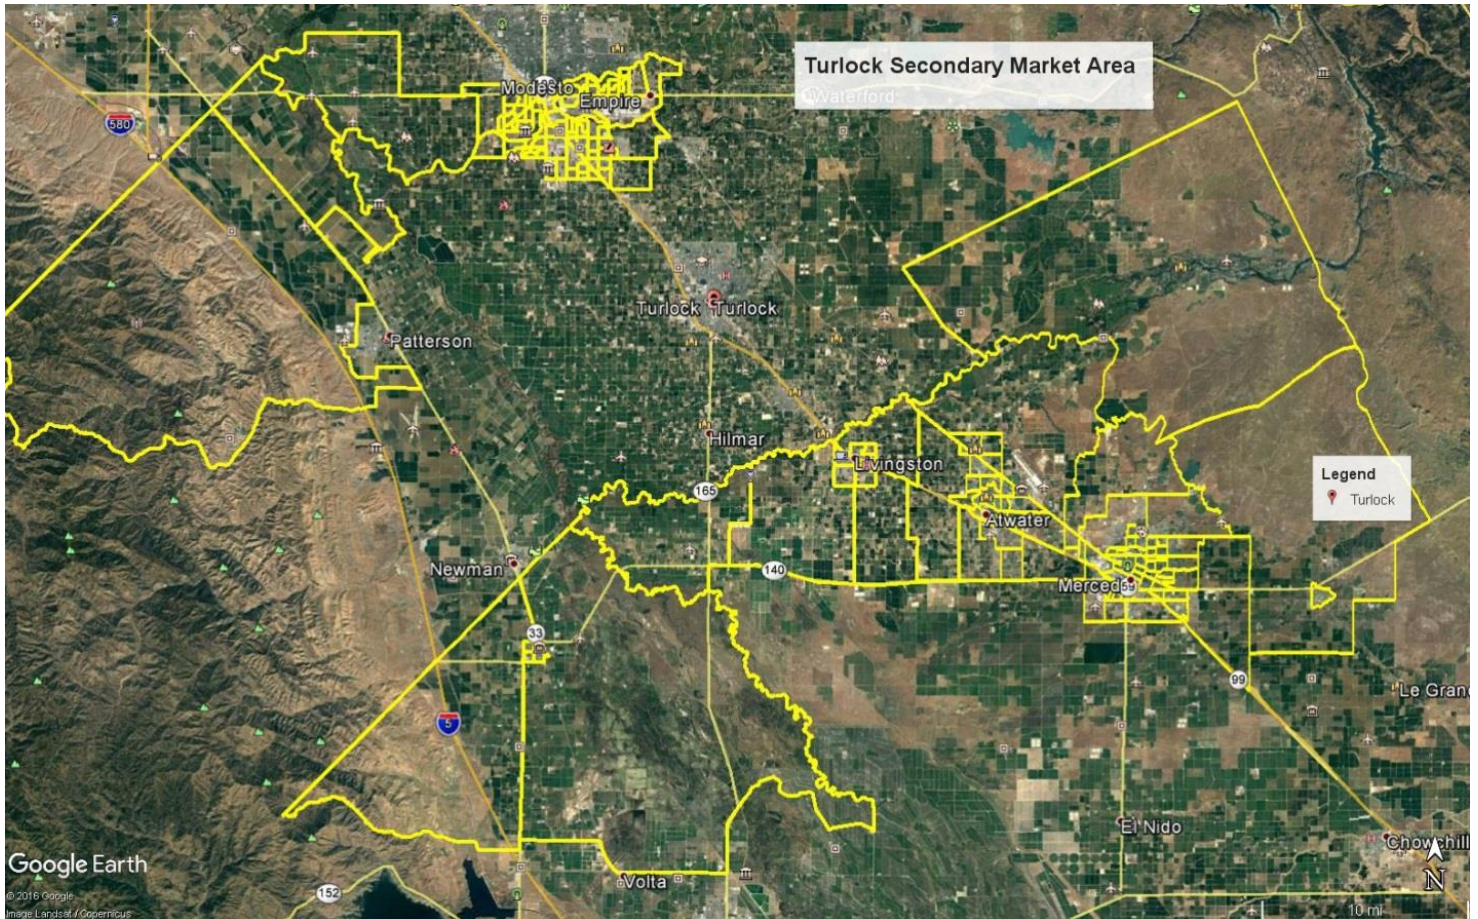 Turlock Secondary Market Area
Modesto
Empire
Waterford
580
Turlock
Turlock
Patterson
Hilmar
Livingston
Legend
Turlock
165
Atwater
Newman
140
Merced
59
33
99
Le Gran
5
El Nido
Chowchill
Google Earth
Volta
N
152
© 2016 Google
Image Landsat / Copernicus
10 mi